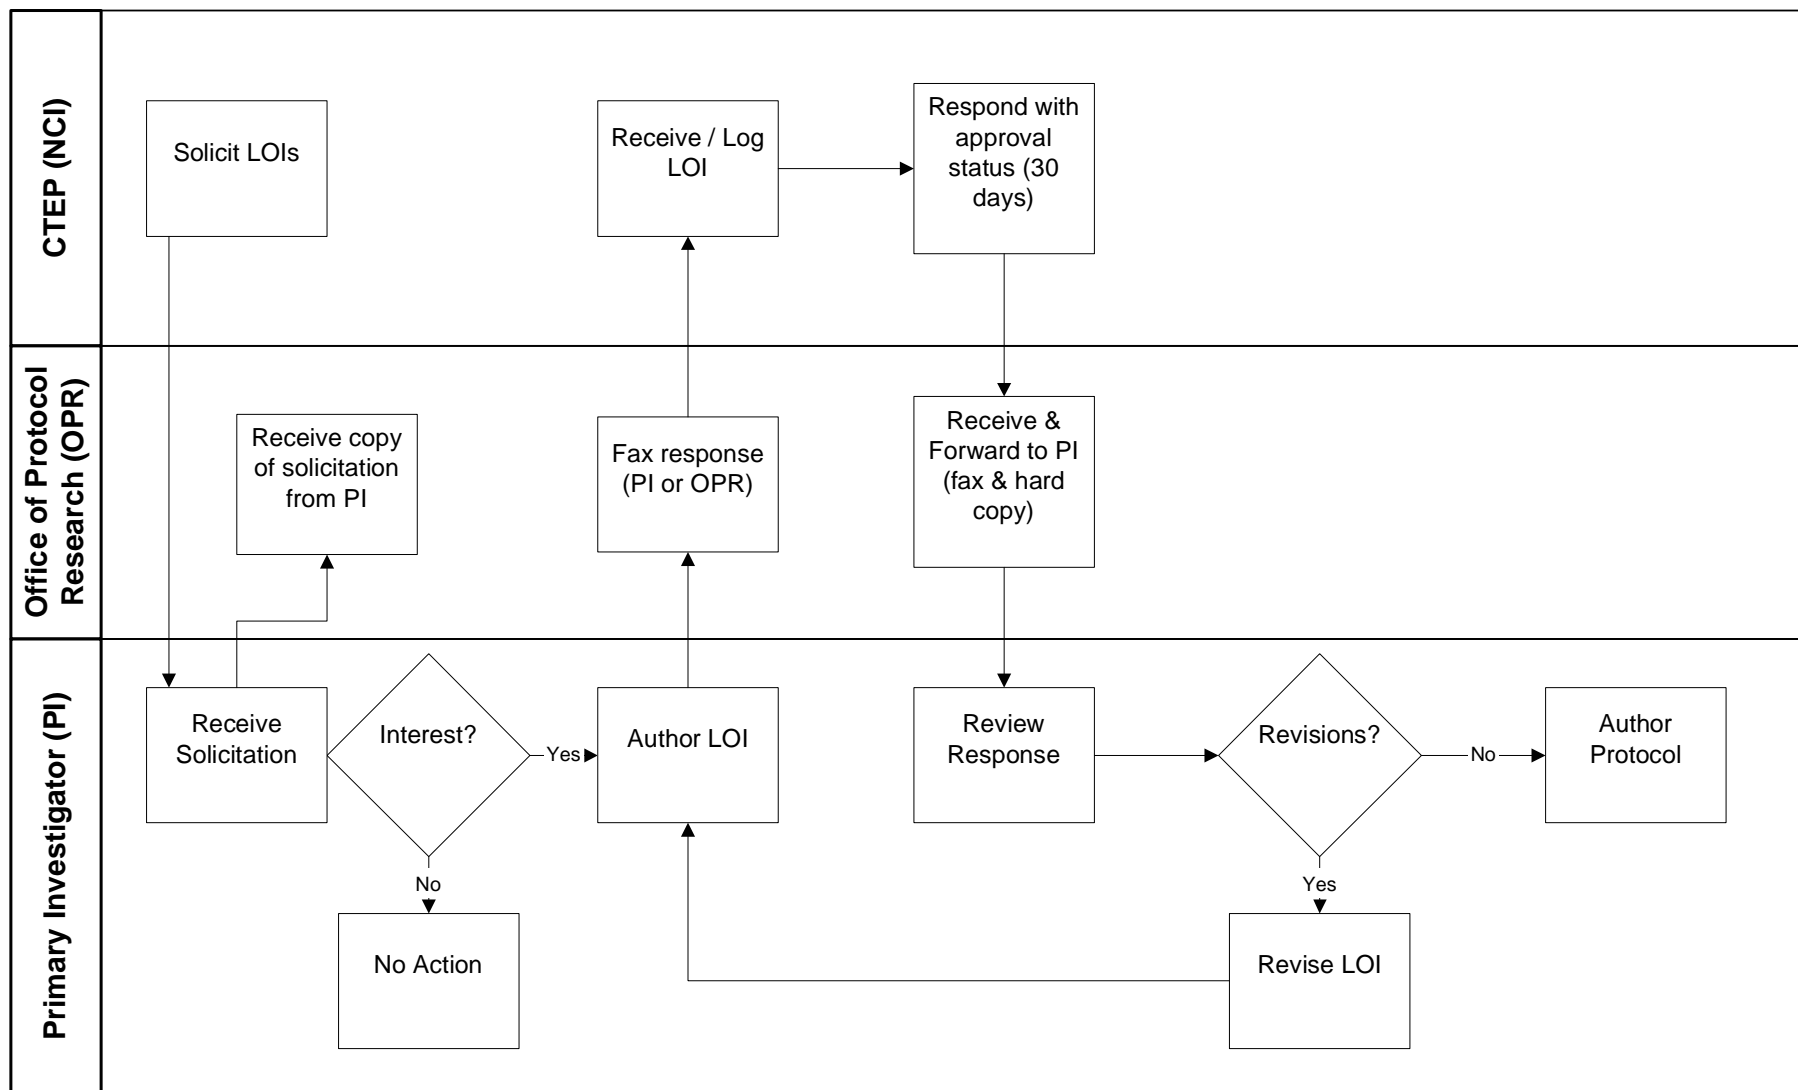 CTEP (NCI)
Solicit LOIs
Receive / Log
LOI
Respond with
approval
status (30
days)
Office of Protocol
Research (OPR)
Receive copy
of solicitation
from PI
Fax response
(PI or OPR)
Receive &
Forward to PI
(fax & hard
copy)
Primary Investigator (PI)
Receive
Solicitation
Interest?
Yes
No
No Action
Author LOI
Review
Response
Revisions?
No
Yes
Author
Protocol
Revise LOI